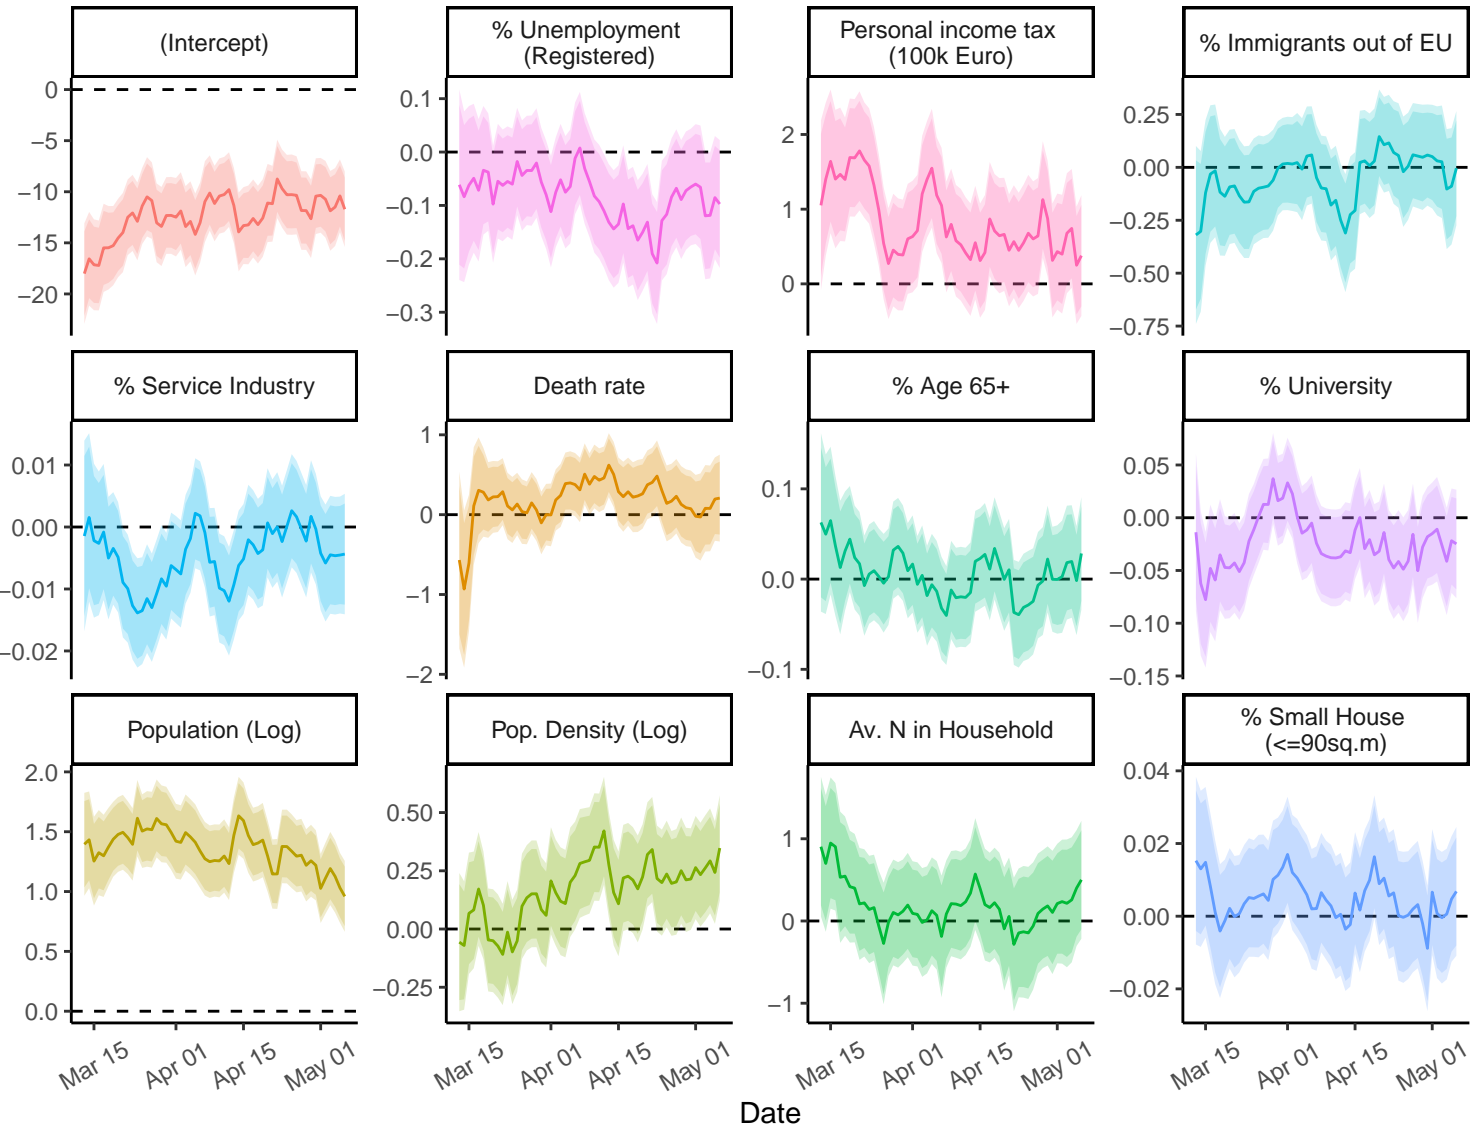 (Intercept)
% Unemployment
(Registered)
Personal income tax
(100k Euro)
% Immigrants out of EU
0
−5
−10
−15
−20
0.1
0.0
−0.1
−0.2
−0.3
2
1
0
0.25
0.00
−0.25
−0.50
−0.75
% Service Industry
Death rate
% Age 65+
% University
0.01
0.00
−0.01
−0.02
1
0
−1
−2
0.1
0.0
−0.1
0.05
0.00
−0.05
−0.10
−0.15
Population (Log)
Pop. Density (Log)
Av. N in Household
% Small House
(<=90sq.m)
2.0
1.5
1.0
0.5
0.0
0.50
0.25
0.00
−0.25
1
0
−1
0.04
0.02
0.00
−0.02
Mar 15
Apr 01
Apr 15
May 01
Mar 15
Apr 01
Apr 15
May 01
Mar 15
Apr 01
Apr 15
May 01
Mar 15
Apr 01
Apr 15
May 01
Date